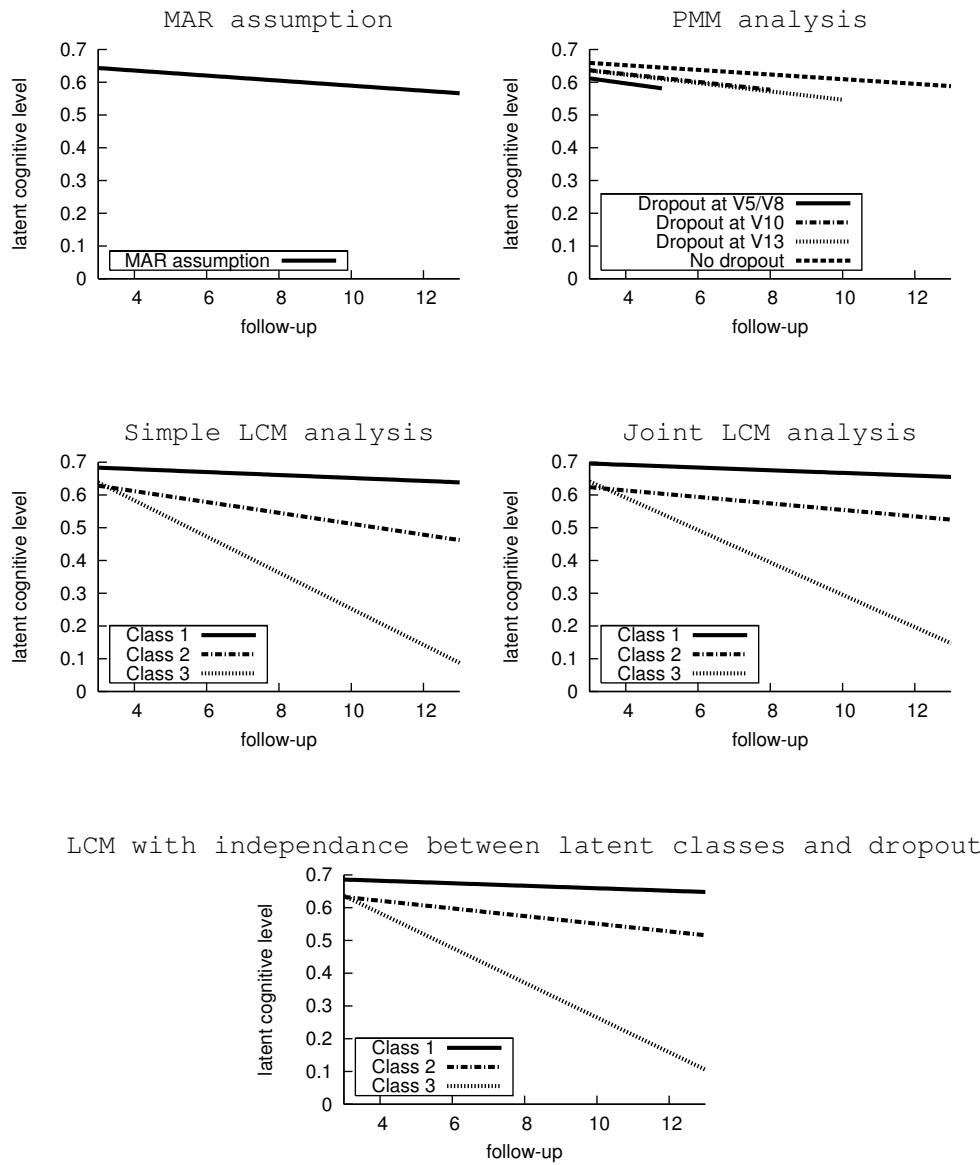 MAR assumption
PMM analysis
latent cognitive level
0.7
0.6
0.5
0.4
0.3
0.2
0.1
0
MAR assumption
4 6 8 10 12
follow-up
latent cognitive level
0.7
0.6
0.5
0.4
0.3
0.2
0.1
0
Dropout at V5/V8
Dropout at V10
Dropout at V13
No dropout
4 6 8 10 12
follow-up
Simple LCM analysis
Joint LCM analysis
latent cognitive level
0.7
0.6
0.5
0.4
0.3
0.2
0.1
0
Class 1
Class 2
Class 3
4 6 8 10 12
follow-up
latent cognitive level
0.7
0.6
0.5
0.4
0.3
0.2
0.1
0
Class 1
Class 2
Class 3
4 6 8 10 12
follow-up
LCM with independance between latent classes and dropout
latent cognitive level
0.7
0.6
0.5
0.4
0.3
0.2
0.1
0
Class 1
Class 2
Class 3
4 6 8 10 12
follow-up